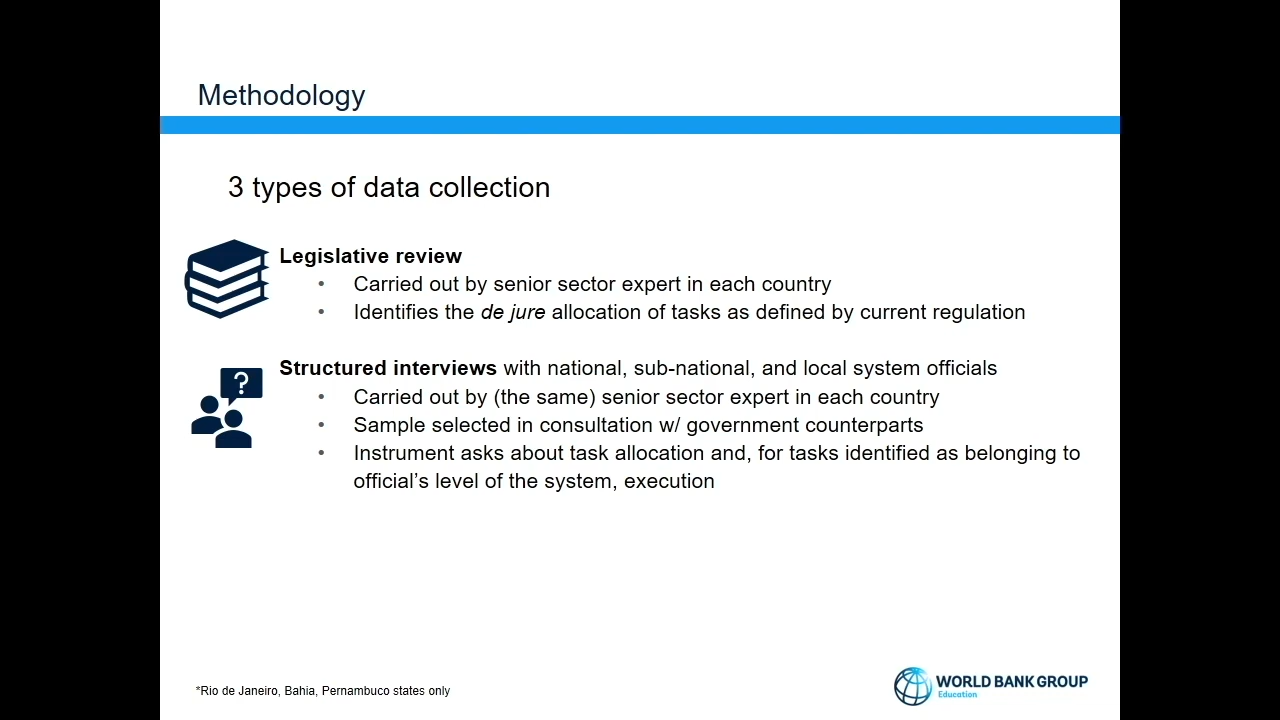 Methodology
3 types of data collection
Legislative review
• Carried out by senior sector expert in each country
• Identifies the de jure allocation of tasks as defined by current regulation
?
Structured interviews with national, sub-national, and local system officials
• Carried out by (the same) senior sector expert in each country
• Sample selected in consultation w/ government counterparts
• Instrument asks about task allocation and, for tasks identified as belonging to
official’s level of the system, execution
*Rio de Janeiro, Bahia, Pernambuco states only
WORLD BANK GROUP
Education